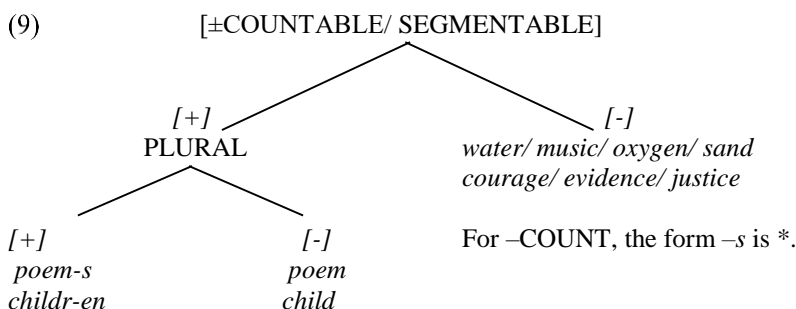 (9) [±COUNTABLE/ SEGMENTABLE]
[+] [-]
PLURAL water/ music/ oxygen/ sand
courage/ evidence/ justice
[+] [-] For –COUNT, the form –s is *.
poem-s poem
childr-en child